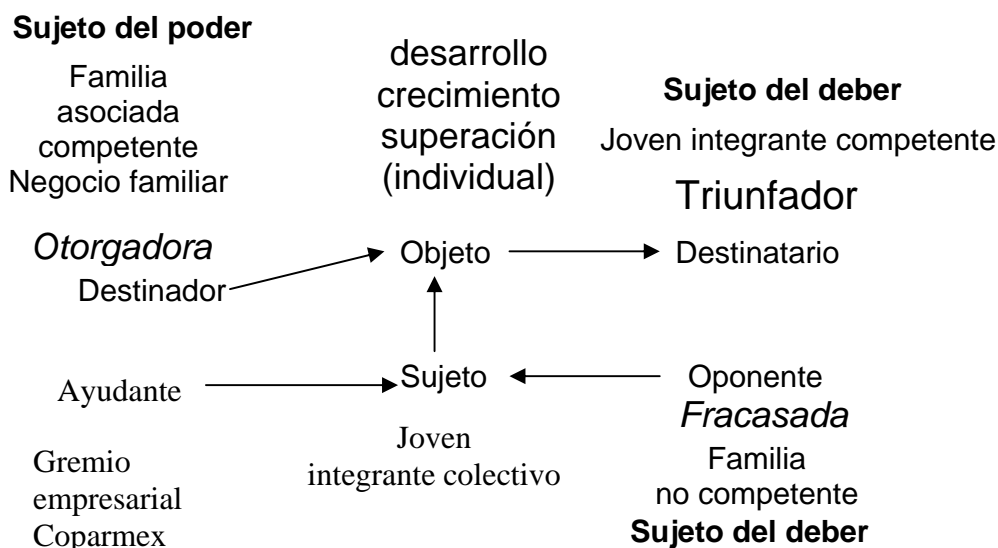 Sujeto del poder
Familia
asociada
competente
Negocio familiar
desarrollo
crecimiento
superación
(individual)
Sujeto del deber
Joven integrante competente
Triunfador
Otorgadora
Destinador
Objeto
Destinatario
Ayudante
Sujeto
Oponente
Fracasada
Gremio
empresarial
Coparmex
Joven
integrante colectivo
Familia
no competente
Sujeto del deber